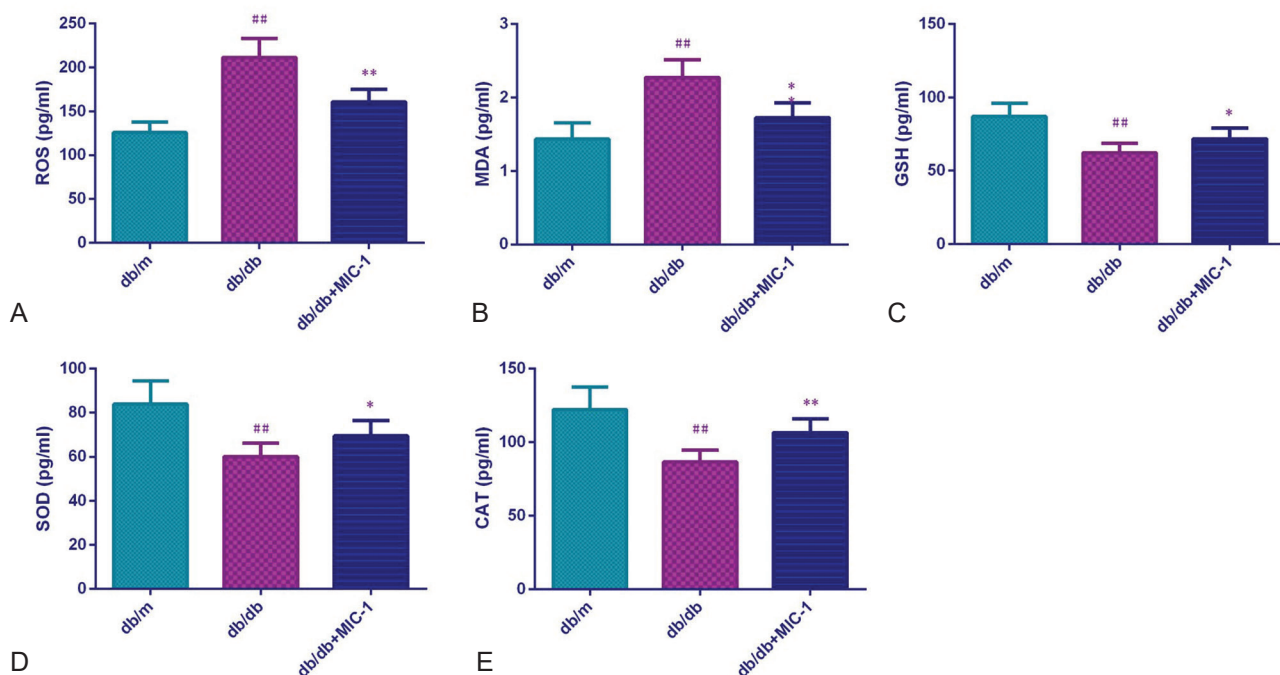 250
200
150
100
50
0
ROS (pg/ml)
##
**
db/m
db/db
db/db+MIC-1
A
3
2
1
0
MDA (pg/ml)
##
*
*
db/m
db/db
db/db+MIC-1
B
150
100
50
0
GSH (pg/ml)
##
*
db/m
db/db
db/db+MIC-1
C
100
80
60
40
20
0
SOD (pg/ml)
##
*
db/m
db/db
db/db+MIC-1
D
150
100
50
0
CAT (pg/ml)
##
**
db/m
db/db
db/db+MIC-1
E